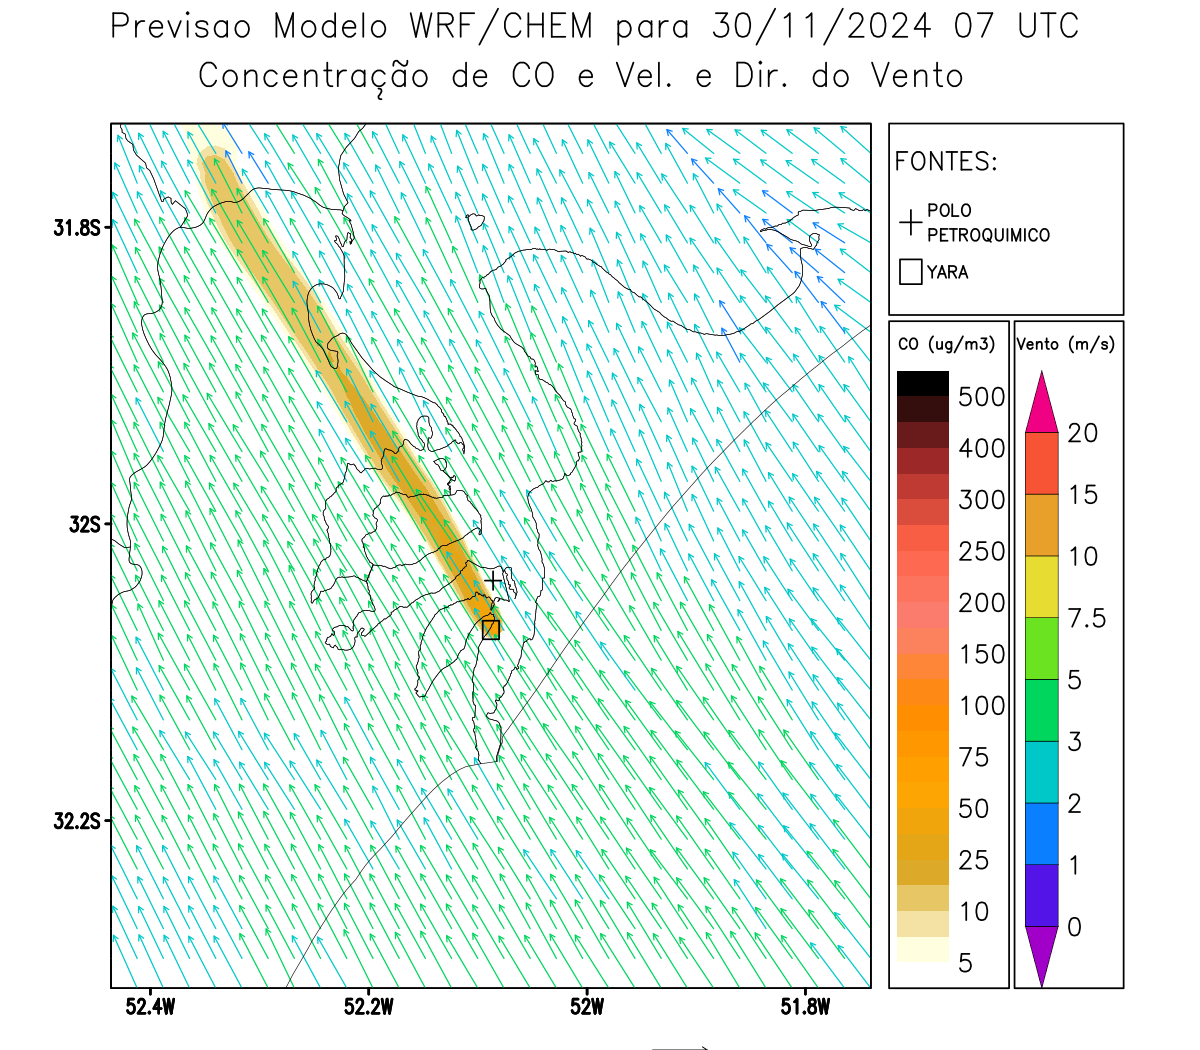 Previsao Modelo WRF/CHEM para 30/11/2024 07 UTC
Concentração de CO e Vel. e Dir. do Vento
FONTES:
POLO
PETROQUIMICO
YARA
CO (ug/m3)
500
400
300
250
200
150
100
75
50
25
10
5
Vento (m/s)
20
15
10
7.5
5
3
2
1
0
31.8S
32S
32.2S
52.4W
52.2W
52W
51.8W